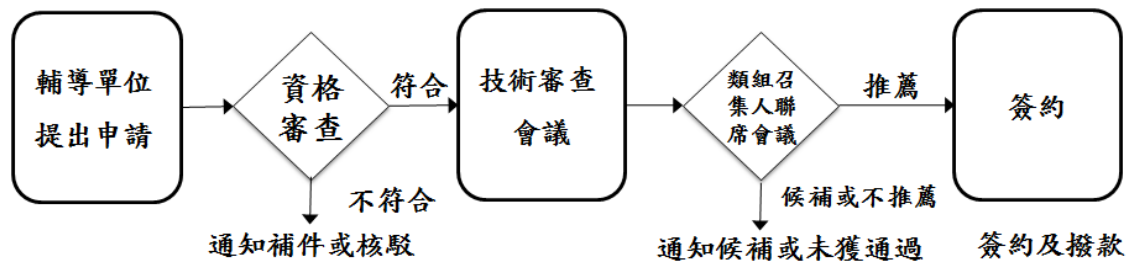 輔導單位
提出申請
資格
審查
符合
不符合
通知補件或核駁
技術審查
會議
類組召
集人聯
席會議
推薦
候補或不推薦
通知候補或未獲通過
簽約
簽約及撥款